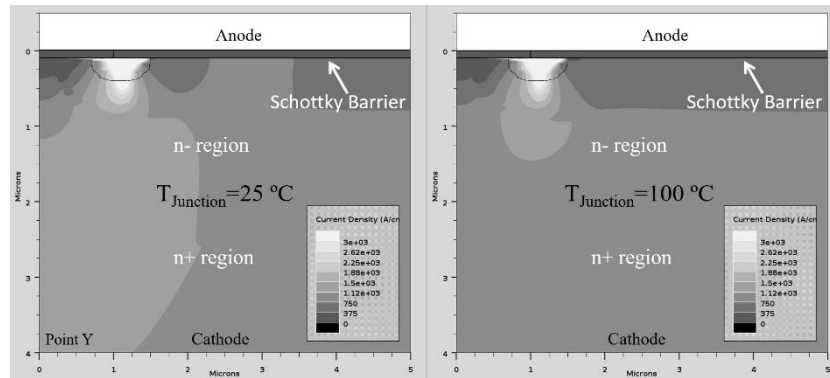 Anode
Schottky Barrier
n- region
T_Junction=25 ºC
n+ region
Point Y
Cathode
Current Density (A/cm
3e+03
2.62e+03
2.25e+03
1.88e+03
1.5e+03
1.12e+03
750
375
0
Microns
0
1
2
3
4
0 1 2 3 4 5
Microns
Anode
Schottky Barrier
n- region
T_Junction=100 ºC
n+ region
Cathode
Current Density (A/cm
3e+03
2.62e+03
2.25e+03
1.88e+03
1.5e+03
1.12e+03
750
375
0
Microns
0
1
2
3
4
0 1 2 3 4 5
Microns